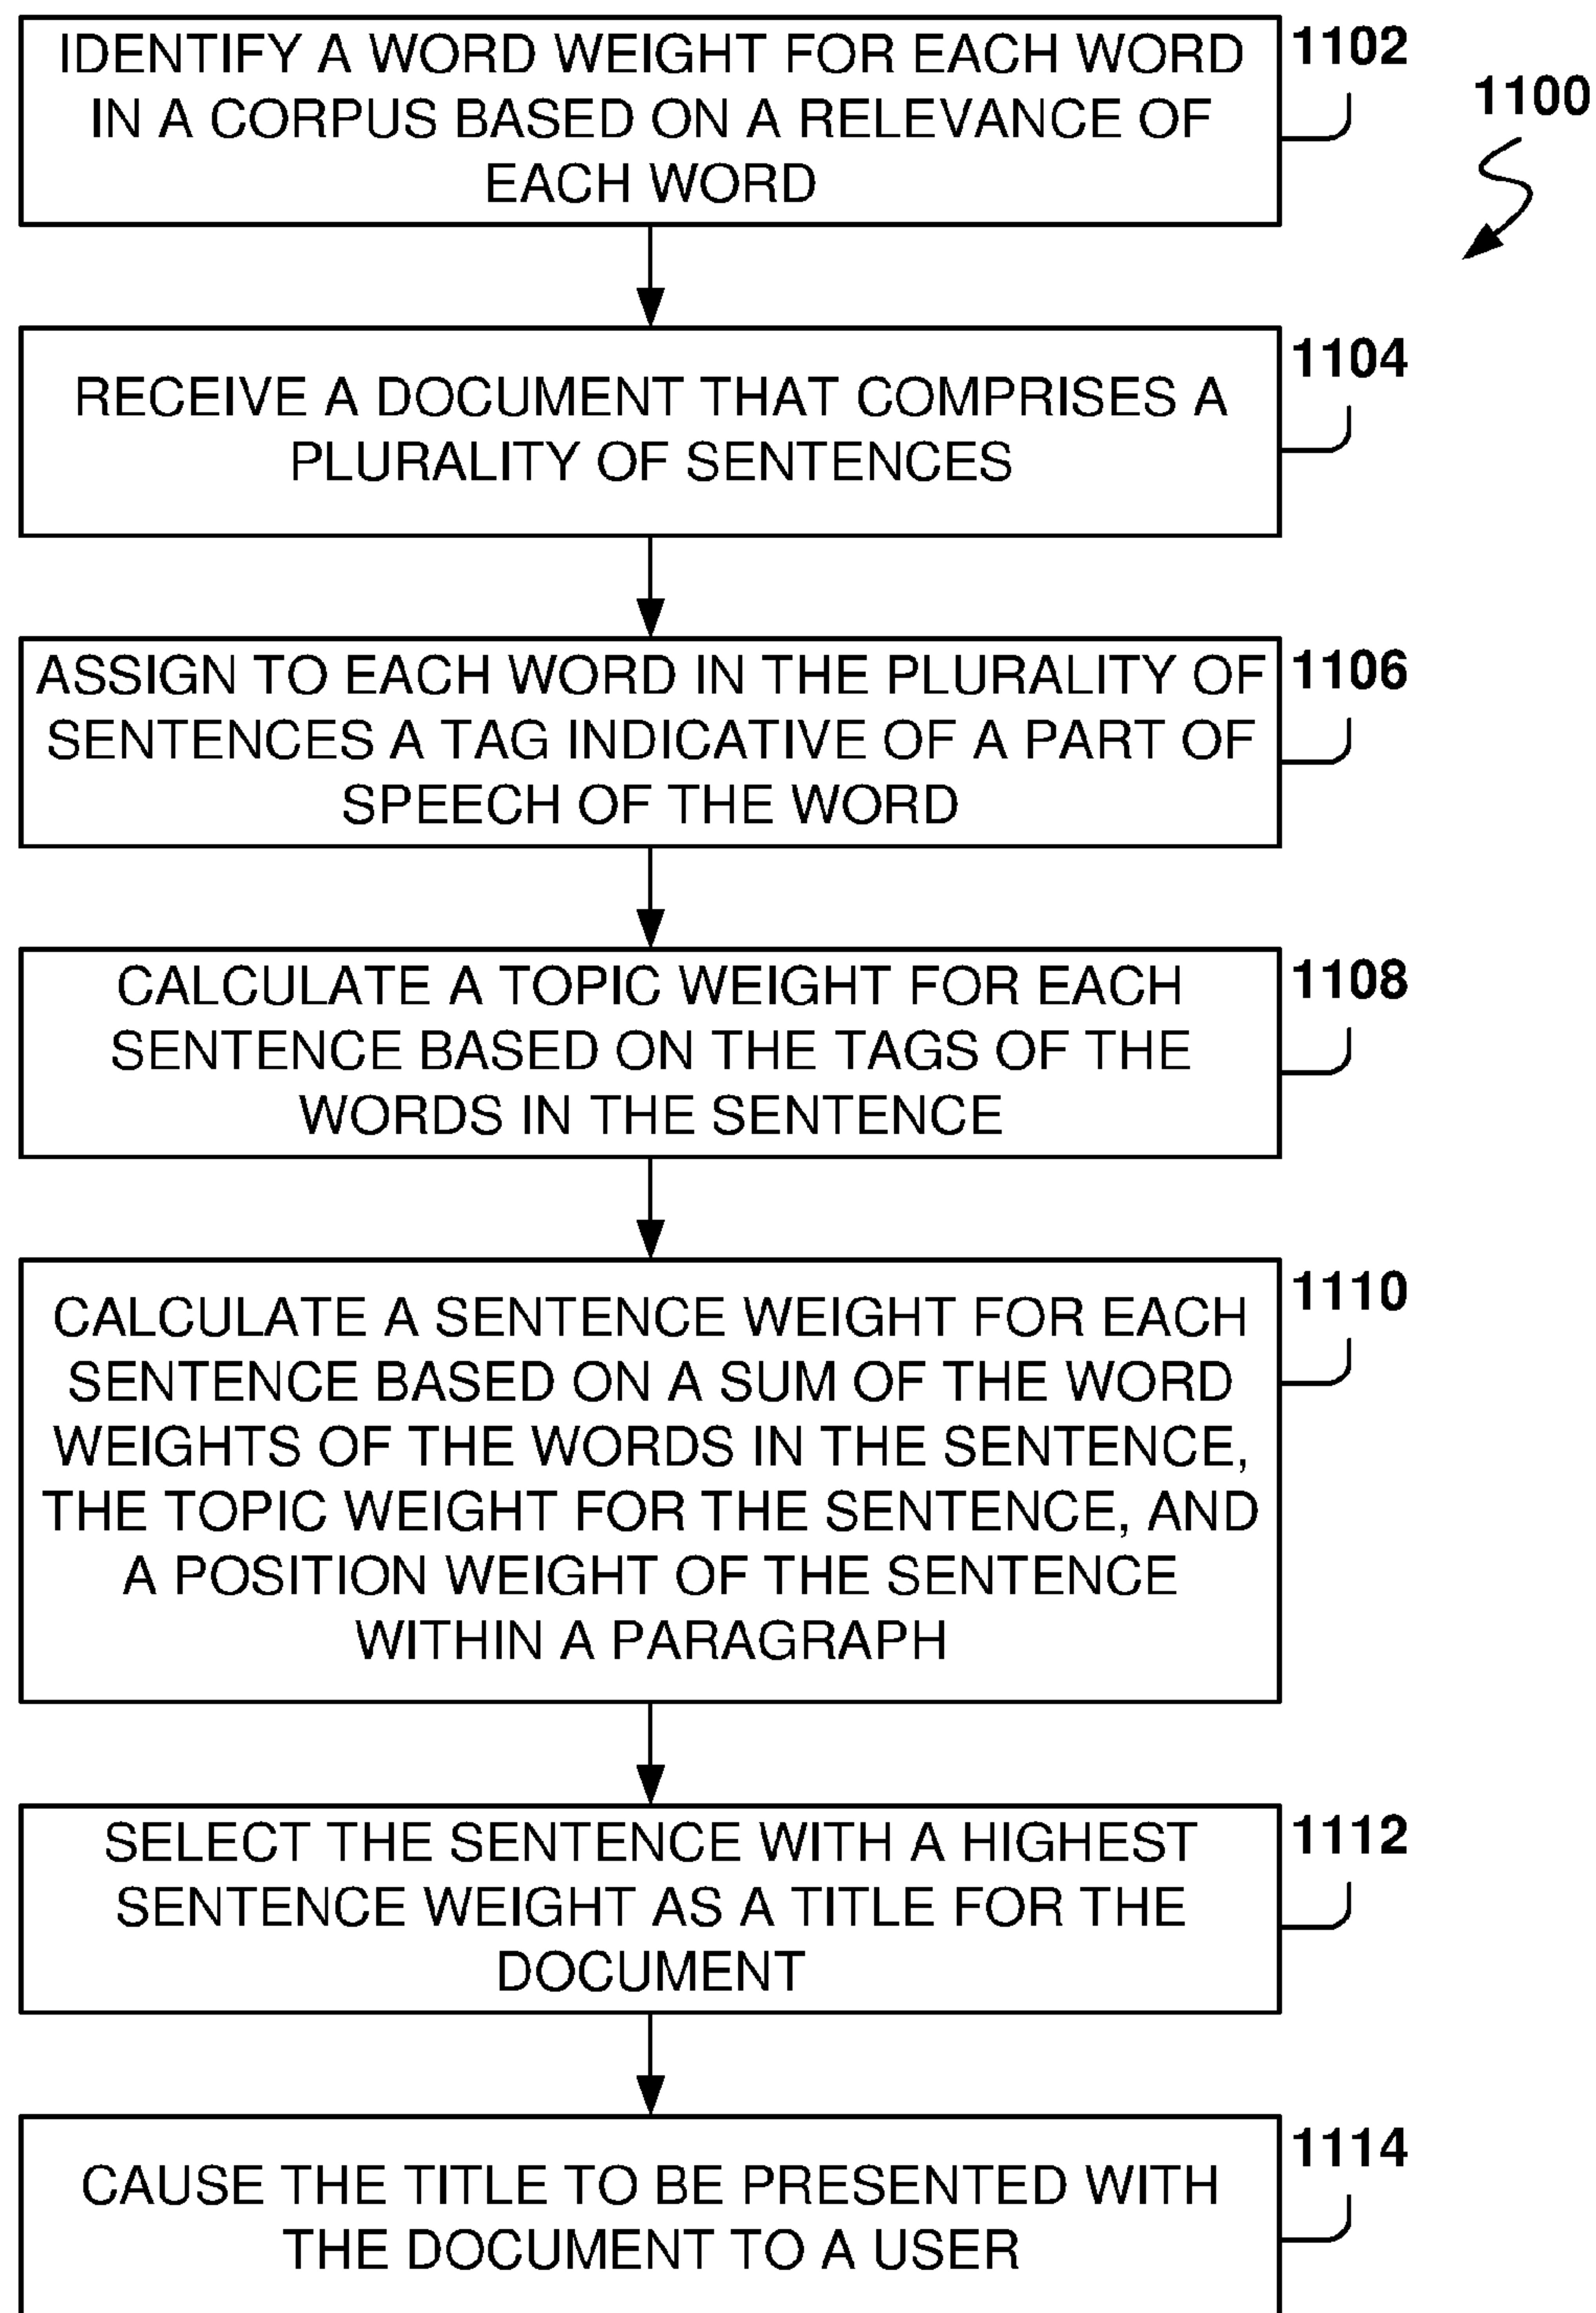 IDENTIFY A WORD WEIGHT FOR EACH WORD
IN A CORPUS BASED ON A RELEVANCE OF
EACH WORD
1102
1100
RECEIVE A DOCUMENT THAT COMPRISES A
PLURALITY OF SENTENCES
1104
ASSIGN TO EACH WORD IN THE PLURALITY OF
SENTENCES A TAG INDICATIVE OF A PART OF
SPEECH OF THE WORD
1106
CALCULATE A TOPIC WEIGHT FOR EACH
SENTENCE BASED ON THE TAGS OF THE
WORDS IN THE SENTENCE
1108
CALCULATE A SENTENCE WEIGHT FOR EACH
SENTENCE BASED ON A SUM OF THE WORD
WEIGHTS OF THE WORDS IN THE SENTENCE,
THE TOPIC WEIGHT FOR THE SENTENCE, AND
A POSITION WEIGHT OF THE SENTENCE
WITHIN A PARAGRAPH
1110
SELECT THE SENTENCE WITH A HIGHEST
SENTENCE WEIGHT AS A TITLE FOR THE
DOCUMENT
1112
CAUSE THE TITLE TO BE PRESENTED WITH
THE DOCUMENT TO A USER
1114